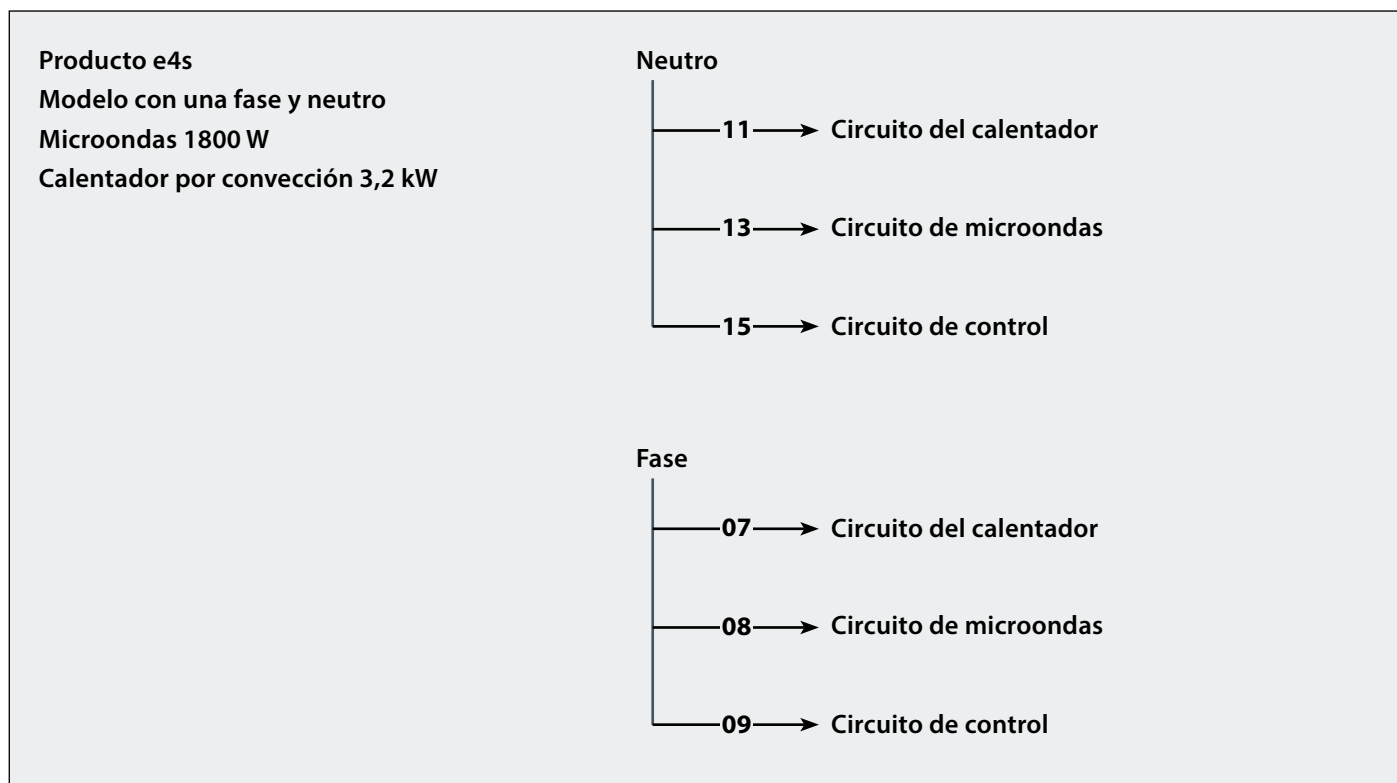 Producto e4s
Modelo con una fase y neutro
Microondas 1800 W
Calentador por convección 3,2 kW
Neutro
11 Circuito del calentador
13 Circuito de microondas
15 Circuito de control
Fase
07 Circuito del calentador
08 Circuito de microondas
09 Circuito de control